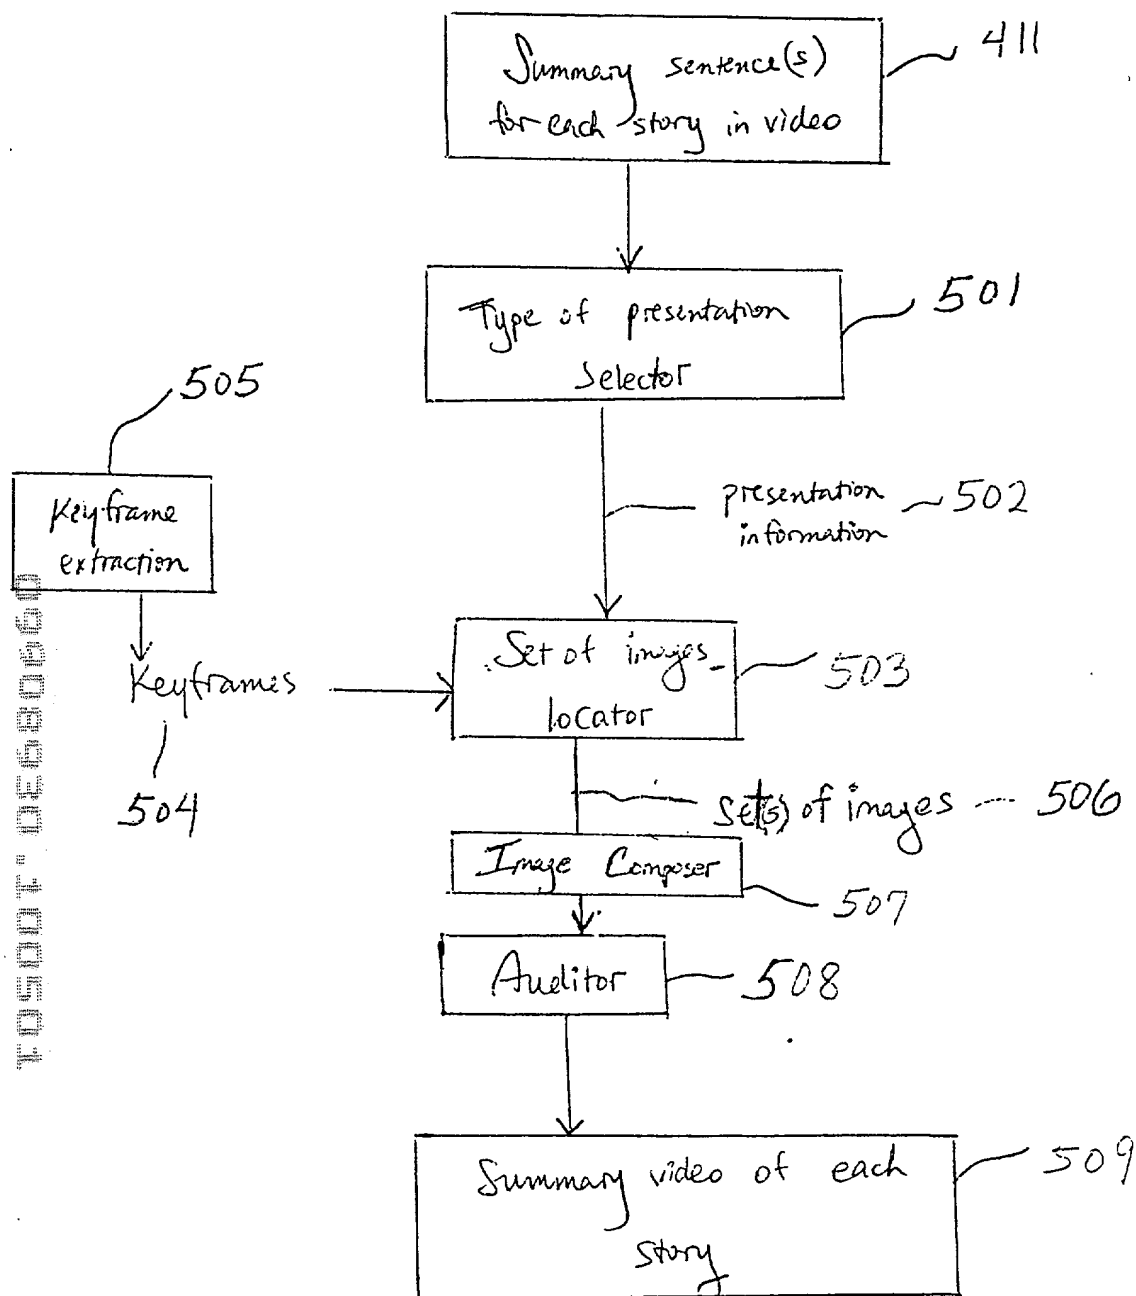 Summary sentence(s)
for each story in video
411
Type of presentation
Selector
501
505
Keyframe
extraction
presentation
information
502
Set of images
locator
503
Keyframes
504
Set(s) of images
506
Image Composer
507
Auditor
508
Summary video of each
story
509